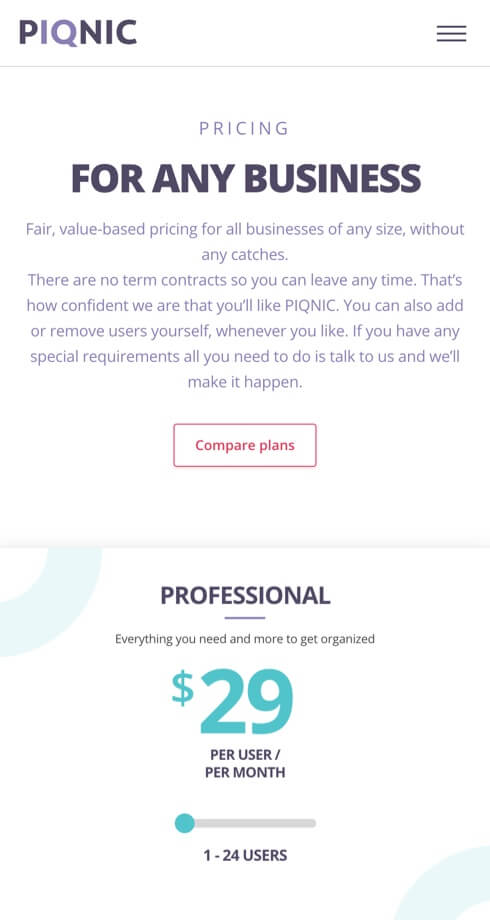 PIQNIC
PRICING
FOR ANY BUSINESS
Fair, value-based pricing for all businesses of any size, without
any catches.
There are no term contracts so you can leave any time. That's
how confident we are that you'll like PIQNIC. You can also add
or remove users yourself, whenever you like. If you have any
special requirements all you need to do is talk to us and we'll
make it happen.
Compare plans
PROFESSIONAL
Everything you need and more to get organized
$29
PER USER /
PER MONTH
1 - 24 USERS